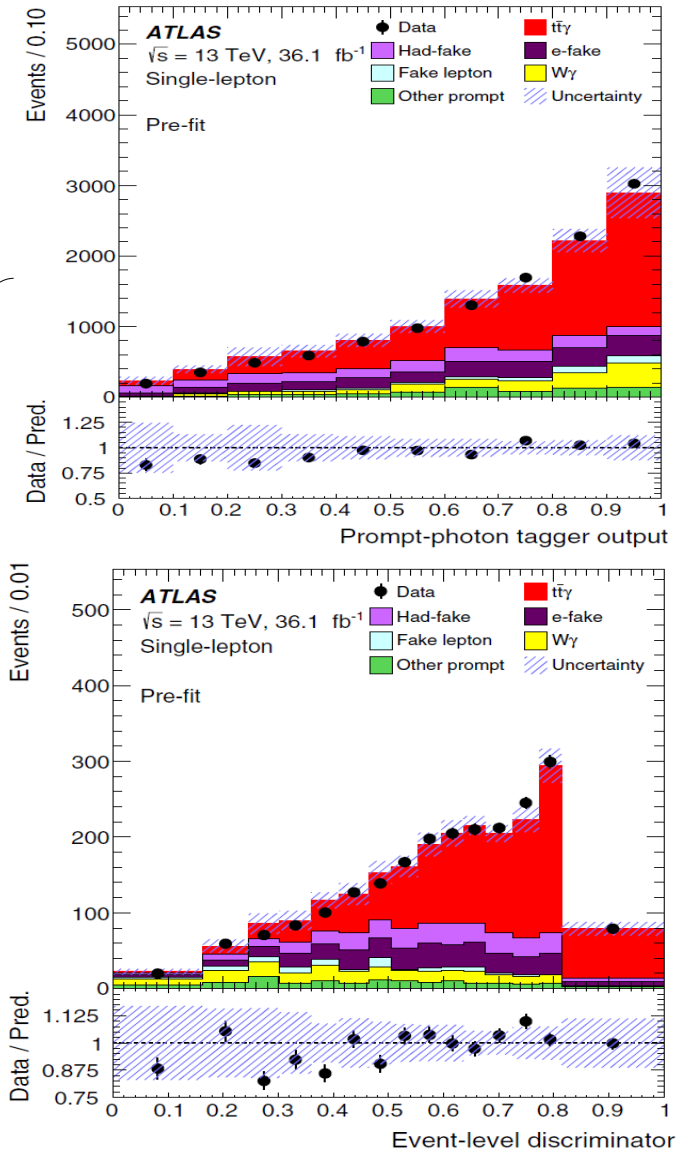 Events / 0.10
5000
4000
3000
2000
1000
0
ATLAS
√s = 13 TeV, 36.1 fb⁻¹
Single-lepton
Pre-fit
Data
tt̄γ
Had-fake
e-fake
Fake lepton
Wγ
Other prompt
Uncertainty
Data / Pred.
1.25
1
0.75
0.5
0 0.1 0.2 0.3 0.4 0.5 0.6 0.7 0.8 0.9 1
Prompt-photon tagger output
Events / 0.01
500
400
300
200
100
0
ATLAS
√s = 13 TeV, 36.1 fb⁻¹
Single-lepton
Pre-fit
Data
tt̄γ
Had-fake
e-fake
Fake lepton
Wγ
Other prompt
Uncertainty
Data / Pred.
1.125
1
0.875
0.75
0 0.1 0.2 0.3 0.4 0.5 0.6 0.7 0.8 0.9 1
Event-level discriminator